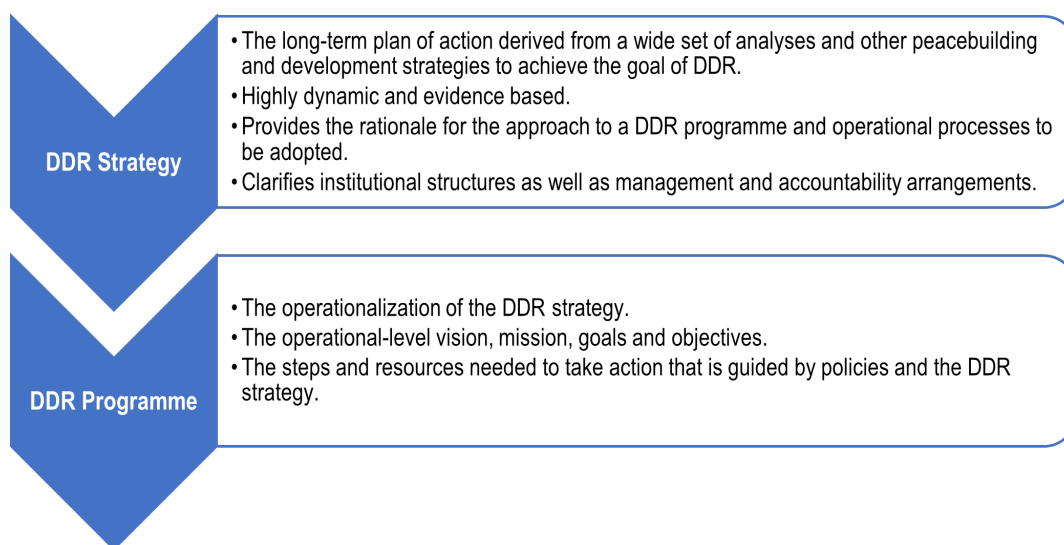 DDR Strategy
• The long-term plan of action derived from a wide set of analyses and other peacebuilding
and development strategies to achieve the goal of DDR.
• Highly dynamic and evidence based.
• Provides the rationale for the approach to a DDR programme and operational processes to
be adopted.
• Clarifies institutional structures as well as management and accountability arrangements.
DDR Programme
• The operationalization of the DDR strategy.
• The operational-level vision, mission, goals and objectives.
• The steps and resources needed to take action that is guided by policies and the DDR
strategy.